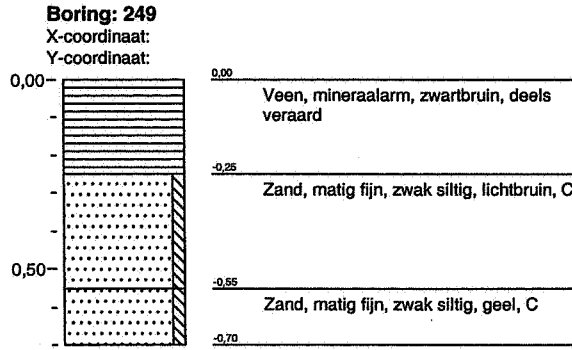 Boring: 249
X-coordinaat:
Y-coordinaat:
0,00
0,00
Veen, mineraalarm, zwartbruin, deels
veraard
-0,25
Zand, matig fijn, zwak siltig, lichtbruin, C
0,50
-0,55
Zand, matig fijn, zwak siltig, geel, C
-0,70